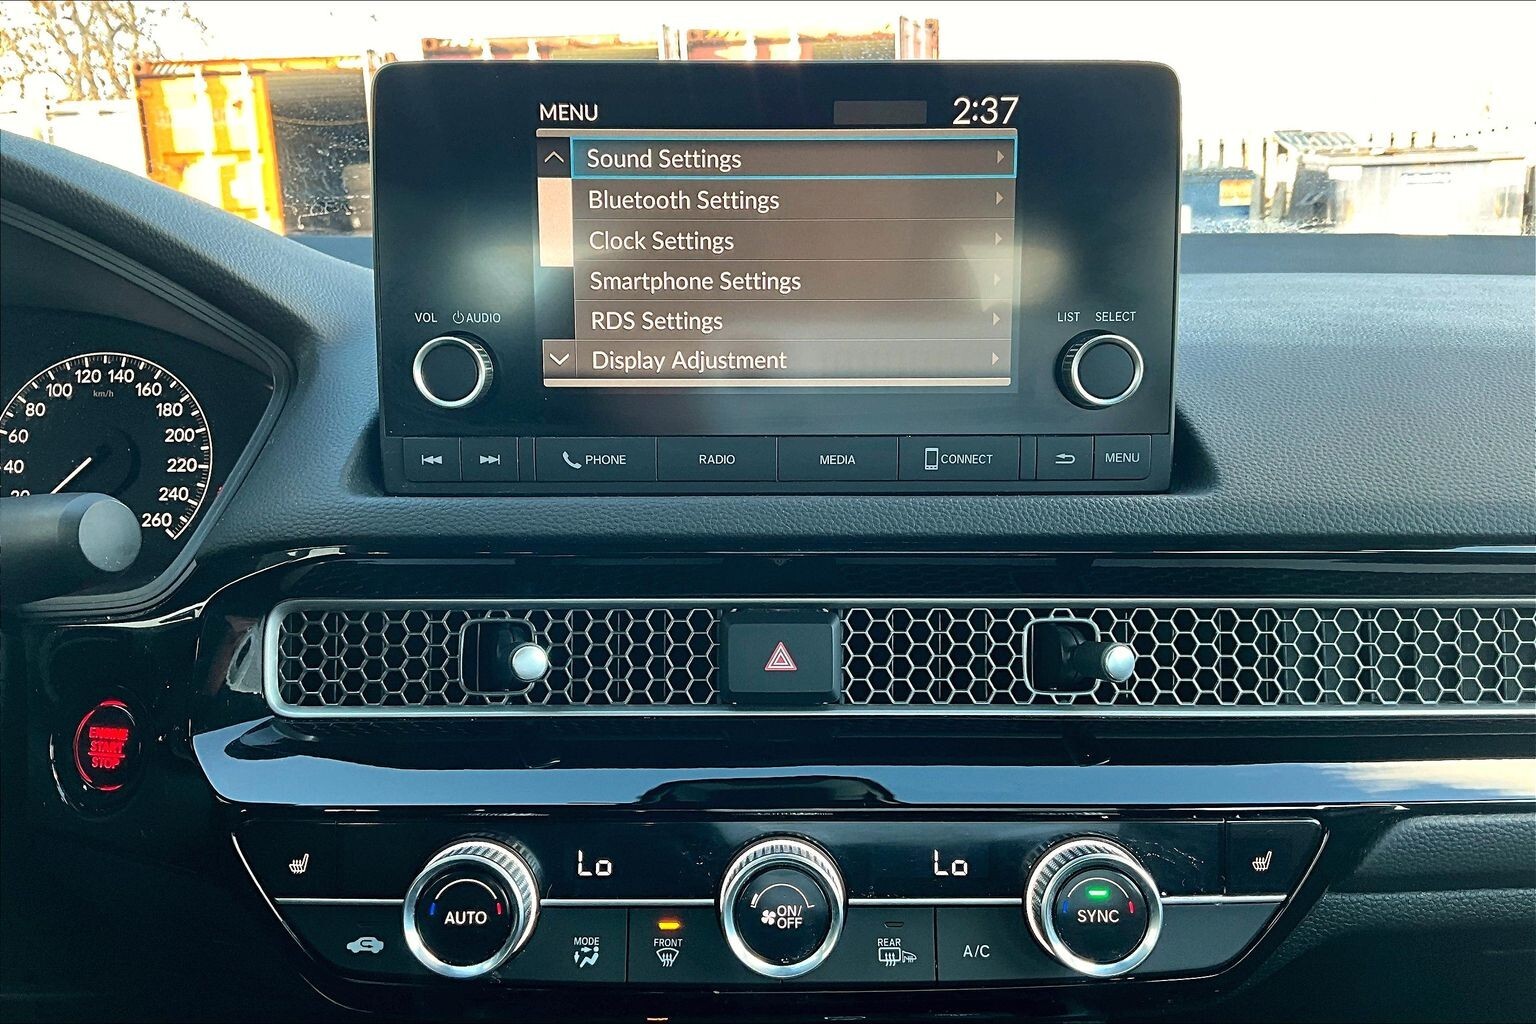 MENU
2:37
Sound Settings
Bluetooth Settings
Clock Settings
Smartphone Settings
RDS Settings
Display Adjustment
VOL AUDIO
LIST SELECT
PHONE
RADIO
MEDIA
CONNECT
MENU
20
40
60
80
100
120
140
160
180
200
220
240
260
km/h
ENGINE
START
STOP
Lo
Lo
AUTO
MODE
FRONT
ON/
OFF
REAR
A/C
SYNC